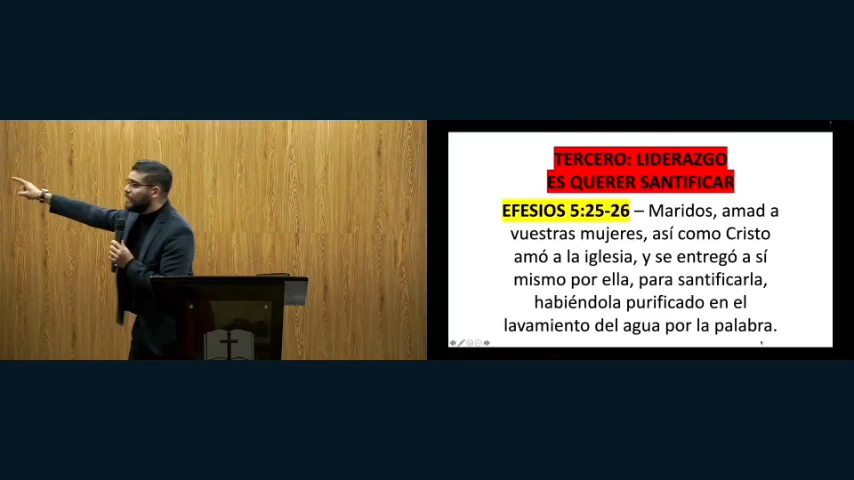 TERCERO: LIDERAZGO
ES QUERER SANTIFICAR
EFESIOS 5:25-26 – Maridos, amad a
vuestras mujeres, así como Cristo
amó a la iglesia, y se entregó a sí
mismo por ella, para santificarla,
habiéndola purificado en el
lavamiento del agua por la palabra.